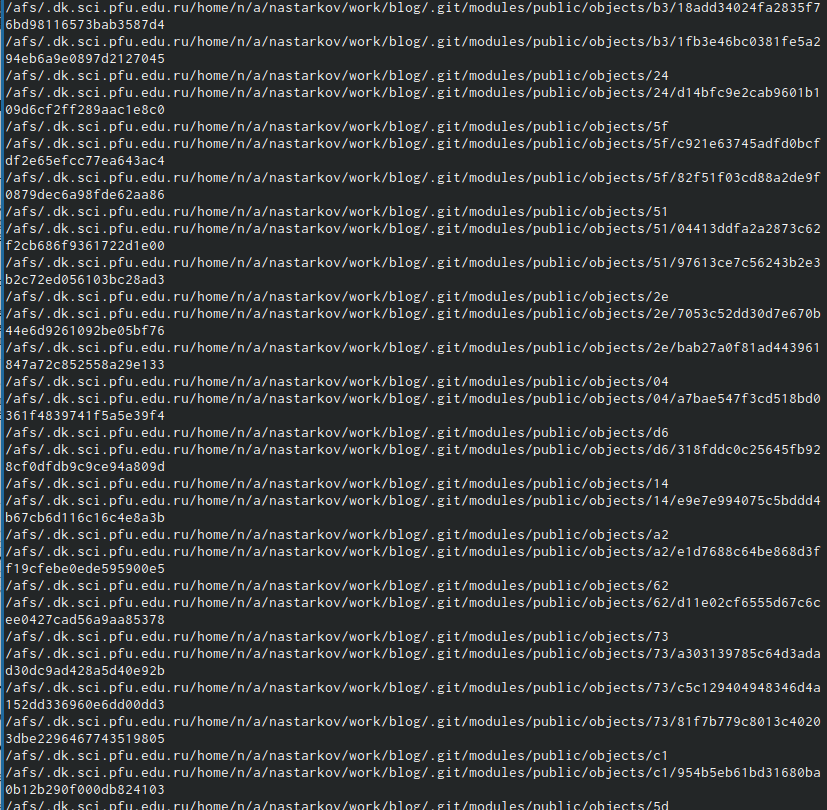 /afs/.dk.sci.pfu.edu.ru/home/n/a/nastarkov/work/blog/.git/modules/public/objects/b3/18add34024fa2835f7
6bd98116573bab3587d4
/afs/.dk.sci.pfu.edu.ru/home/n/a/nastarkov/work/blog/.git/modules/public/objects/b3/1fb3e46bc0381fe5a2
94eb6a9e0897d2127045
/afs/.dk.sci.pfu.edu.ru/home/n/a/nastarkov/work/blog/.git/modules/public/objects/24
/afs/.dk.sci.pfu.edu.ru/home/n/a/nastarkov/work/blog/.git/modules/public/objects/24/d14bfc9e2cab9601b1
09d6cf2ff289aac1e8c0
/afs/.dk.sci.pfu.edu.ru/home/n/a/nastarkov/work/blog/.git/modules/public/objects/5f
/afs/.dk.sci.pfu.edu.ru/home/n/a/nastarkov/work/blog/.git/modules/public/objects/5f/c921e63745adfd0bcf
df2e65efcc77ea643ac4
/afs/.dk.sci.pfu.edu.ru/home/n/a/nastarkov/work/blog/.git/modules/public/objects/5f/82f51f03cd88a2de9f
0879dec6a98fde62aa86
/afs/.dk.sci.pfu.edu.ru/home/n/a/nastarkov/work/blog/.git/modules/public/objects/51
/afs/.dk.sci.pfu.edu.ru/home/n/a/nastarkov/work/blog/.git/modules/public/objects/51/04413ddfa2a2873c62
f2cb686f9361722d1e00
/afs/.dk.sci.pfu.edu.ru/home/n/a/nastarkov/work/blog/.git/modules/public/objects/51/97613ce7c56243b2e3
b2c72ed056103bc28ad3
/afs/.dk.sci.pfu.edu.ru/home/n/a/nastarkov/work/blog/.git/modules/public/objects/2e
/afs/.dk.sci.pfu.edu.ru/home/n/a/nastarkov/work/blog/.git/modules/public/objects/2e/7053c52dd30d7e670b
44e6d9261092be05bf76
/afs/.dk.sci.pfu.edu.ru/home/n/a/nastarkov/work/blog/.git/modules/public/objects/2e/bab27a0f81ad443961
847a72c852558a29e133
/afs/.dk.sci.pfu.edu.ru/home/n/a/nastarkov/work/blog/.git/modules/public/objects/04
/afs/.dk.sci.pfu.edu.ru/home/n/a/nastarkov/work/blog/.git/modules/public/objects/04/a7bae547f3cd518bd0
361f4839741f5a5e39f4
/afs/.dk.sci.pfu.edu.ru/home/n/a/nastarkov/work/blog/.git/modules/public/objects/d6
/afs/.dk.sci.pfu.edu.ru/home/n/a/nastarkov/work/blog/.git/modules/public/objects/d6/318fddc0c25645fb92
8cf0dfdb9c9ce94a809d
/afs/.dk.sci.pfu.edu.ru/home/n/a/nastarkov/work/blog/.git/modules/public/objects/14
/afs/.dk.sci.pfu.edu.ru/home/n/a/nastarkov/work/blog/.git/modules/public/objects/14/e9e7e994075c5bddd4
b67cb6d116c16c4e8a3b
/afs/.dk.sci.pfu.edu.ru/home/n/a/nastarkov/work/blog/.git/modules/public/objects/a2
/afs/.dk.sci.pfu.edu.ru/home/n/a/nastarkov/work/blog/.git/modules/public/objects/a2/e1d7688c64be868d3f
f19cfebe0ede595900e5
/afs/.dk.sci.pfu.edu.ru/home/n/a/nastarkov/work/blog/.git/modules/public/objects/62
/afs/.dk.sci.pfu.edu.ru/home/n/a/nastarkov/work/blog/.git/modules/public/objects/62/d11e02cf6555d67c6c
ee0427cad56a9aa85378
/afs/.dk.sci.pfu.edu.ru/home/n/a/nastarkov/work/blog/.git/modules/public/objects/73
/afs/.dk.sci.pfu.edu.ru/home/n/a/nastarkov/work/blog/.git/modules/public/objects/73/a303139785c64d3ada
d30dc9ad428a5d40e92b
/afs/.dk.sci.pfu.edu.ru/home/n/a/nastarkov/work/blog/.git/modules/public/objects/73/c5c129404948346d4a
152dd336960e6dd00dd3
/afs/.dk.sci.pfu.edu.ru/home/n/a/nastarkov/work/blog/.git/modules/public/objects/73/81f7b779c8013c4020
3dbe2296467743519805
/afs/.dk.sci.pfu.edu.ru/home/n/a/nastarkov/work/blog/.git/modules/public/objects/c1
/afs/.dk.sci.pfu.edu.ru/home/n/a/nastarkov/work/blog/.git/modules/public/objects/c1/954b5eb61bd31680ba
0b12b290f000db824103
/afs/.dk.sci.pfu.edu.ru/home/n/a/nastarkov/work/blog/.git/modules/public/objects/5d